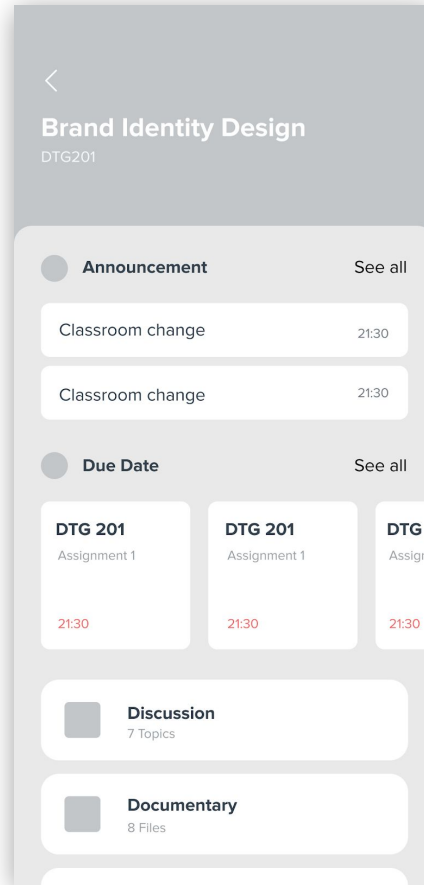 Brand Identity Design
DTG201
Announcement See all
Classroom change 21:30
Classroom change 21:30
Due Date See all
DTG 201 DTG 201 DTG
Assignment 1 Assignment 1 Assign
21:30 21:30 21:30
Discussion
7 Topics
Documentary
8 Files